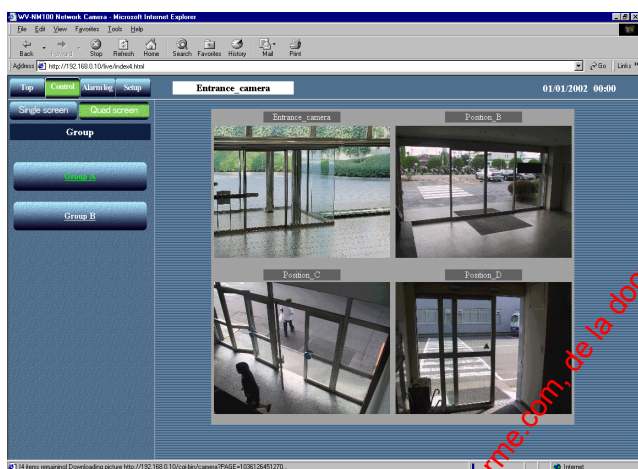 WV-NM100 Network Camera - Microsoft Internet Explorer
File Edit View Favorites Tools Help
Back Forward Stop Refresh Home Search Favorites History Mail Print
Address http://192.168.0.10/live/index4.html Go Links »
Top Control Alarm log Setup Entrance_camera 01/01/2002 00:00
Single screen Quad screen
Group
Group A
Group B
Entrance_camera Position_B
Position_C Position_D
(4 items remaining) Downloading picture http://192.168.0.10/cgi-bin/camera?PAGE=1036126451270... Internet
me.com, de la doc